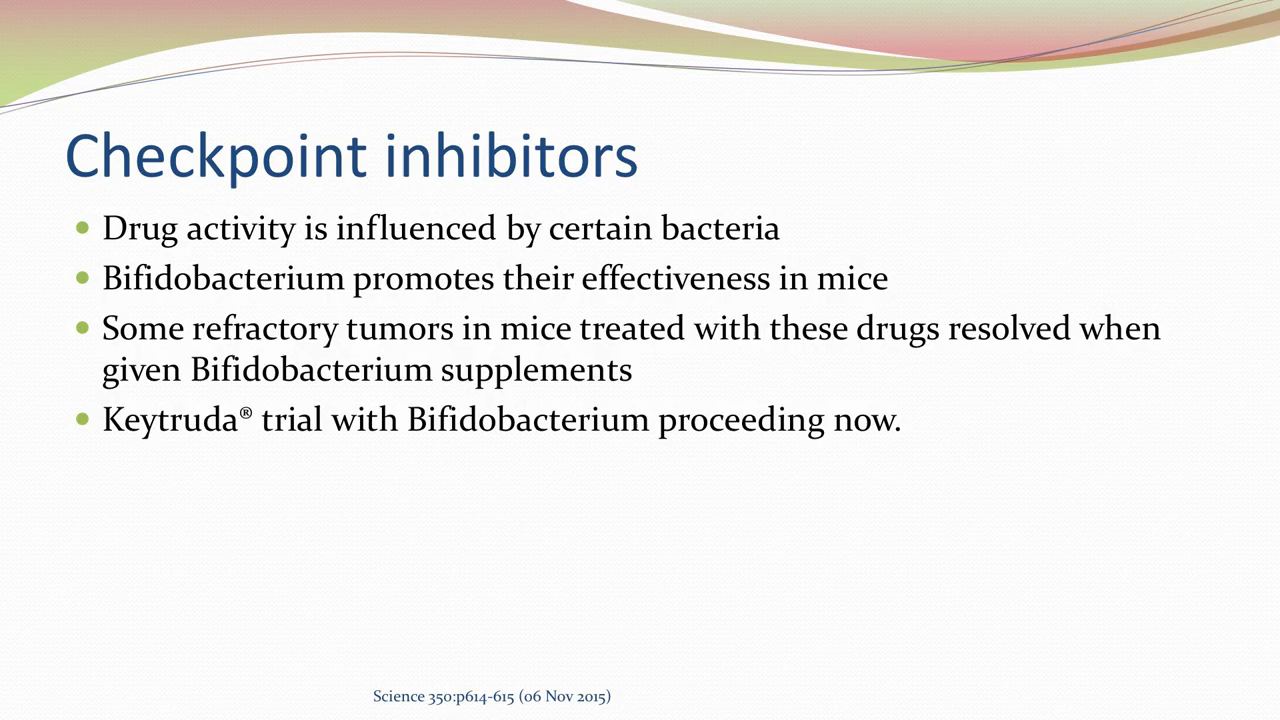 Checkpoint inhibitors
• Drug activity is influenced by certain bacteria
• Bifidobacterium promotes their effectiveness in mice
• Some refractory tumors in mice treated with these drugs resolved when
given Bifidobacterium supplements
• Keytruda® trial with Bifidobacterium proceeding now.
Science 350:p614-615 (06 Nov 2015)